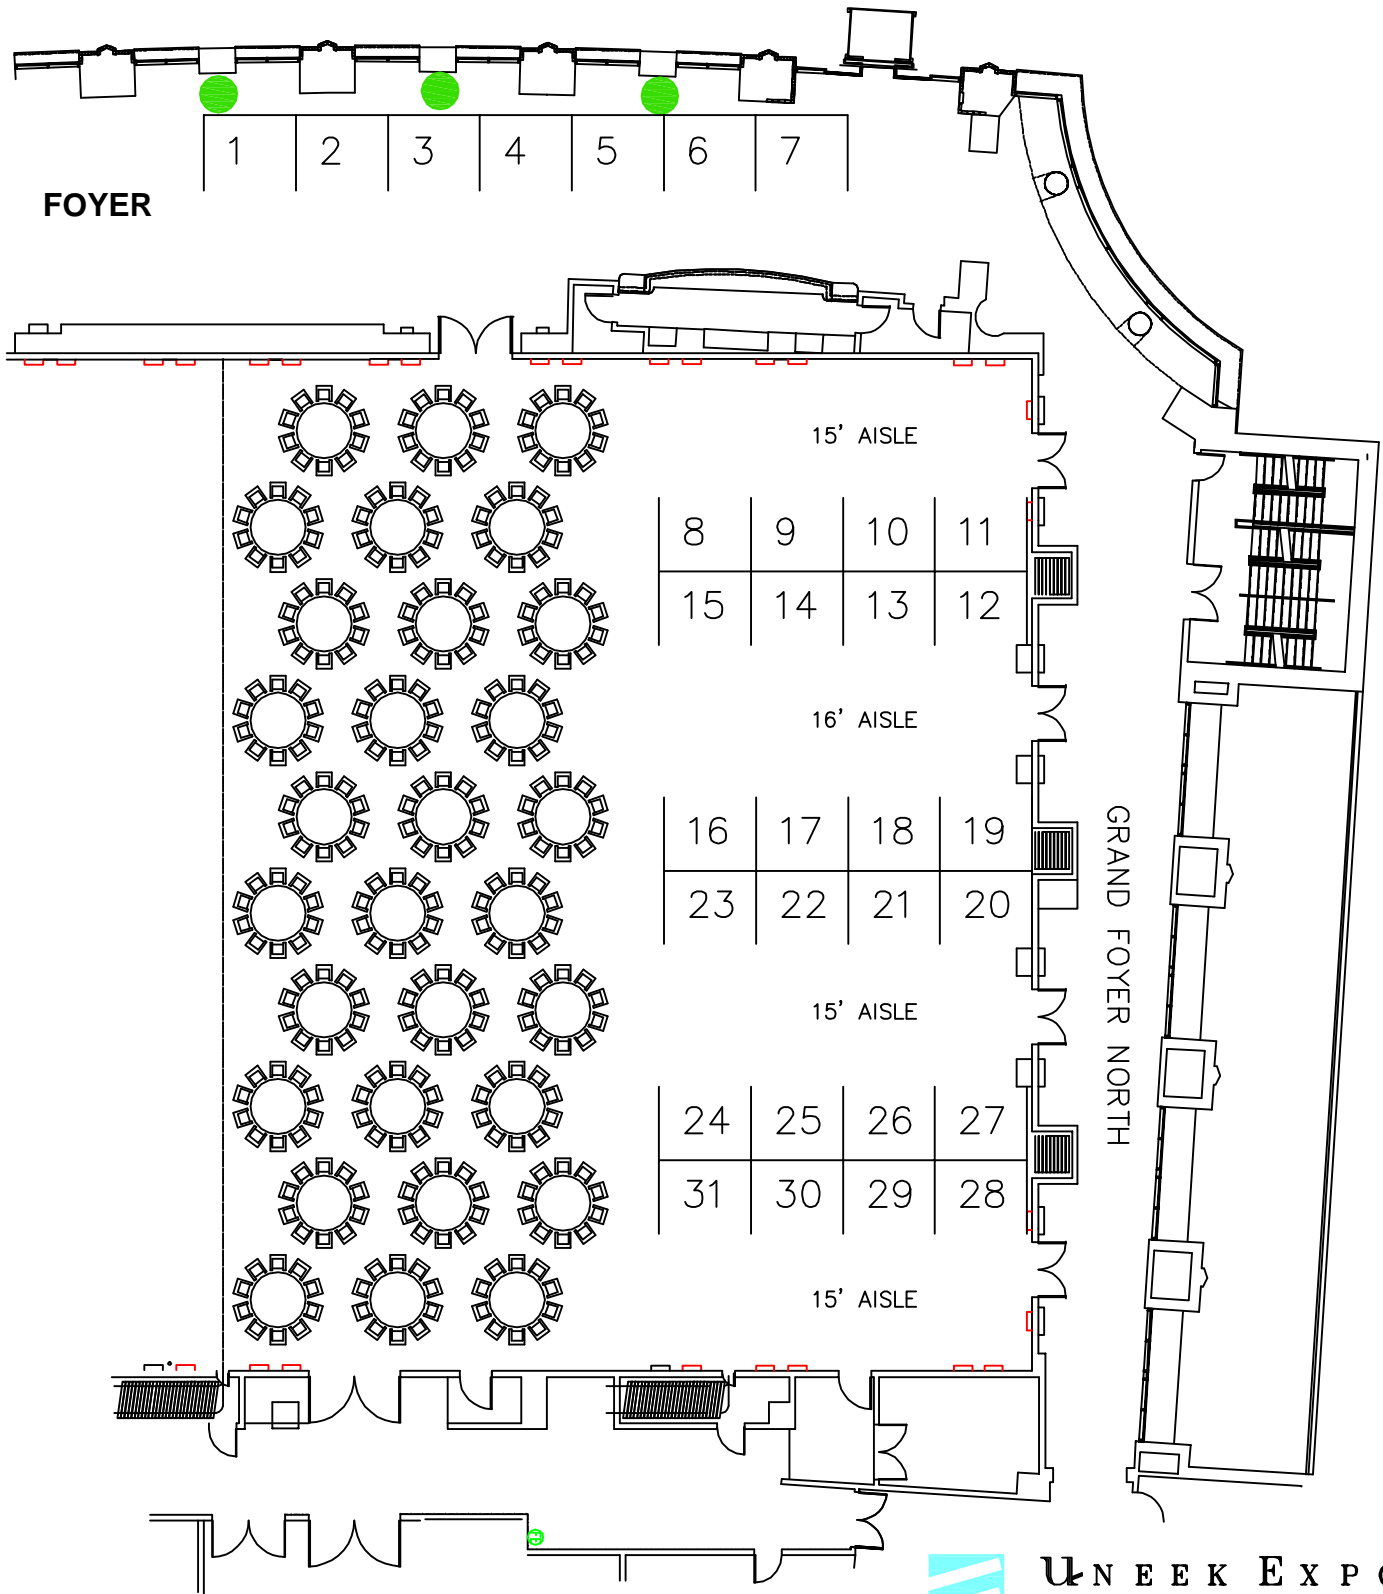 1 2 3 4 5 6 7
FOYER
15' AISLE
8 9 10 11
15 14 13 12
16' AISLE
16 17 18 19
23 22 21 20
GRAND FOYER NORTH
15' AISLE
24 25 26 27
31 30 29 28
15' AISLE
UNEEK EXPO